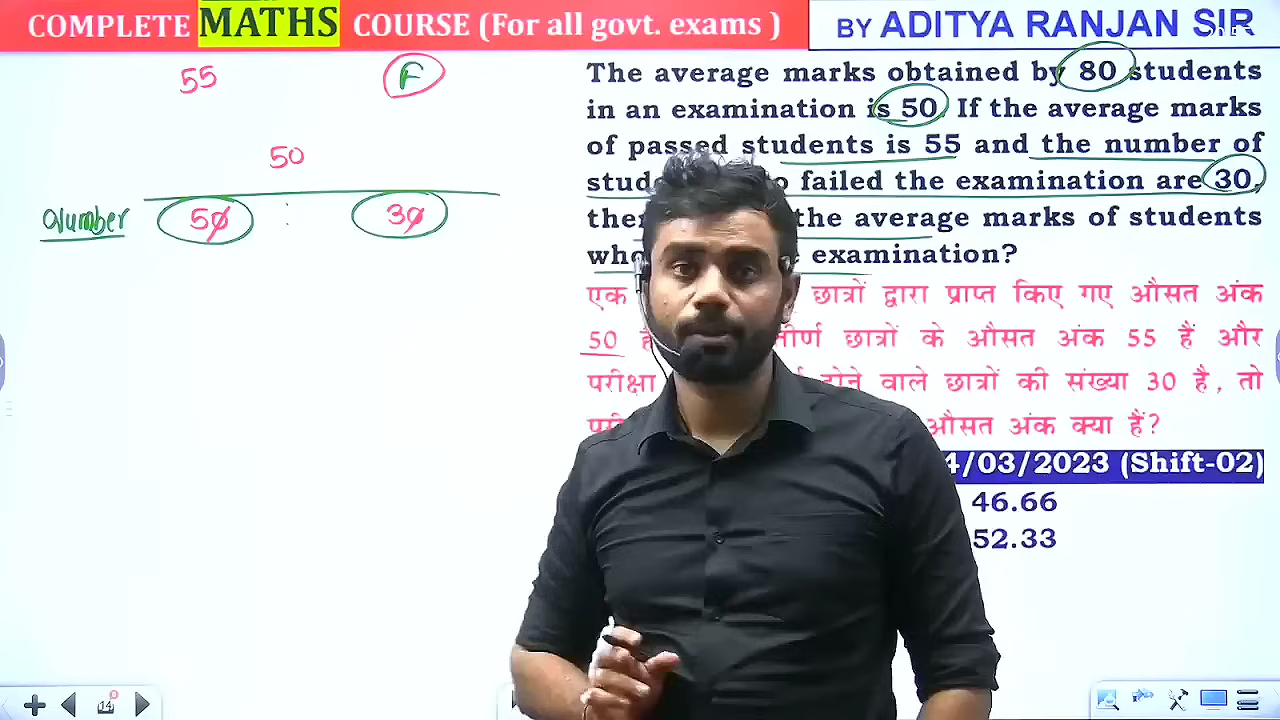 COMPLETE MATHS COURSE (For all govt. exams )
BY ADITYA RANJAN SIR
55 F
50
Number 50 : 30
The average marks obtained by 80 students
in an examination is 50. If the average marks
of passed students is 55 and the number of
failed the examination are 30,
the average marks of students
examination?
एक छात्रों द्वारा प्राप्त किए गए औसत अंक
50 के औसत अंक 55 हैं और
परीक्षा होने वाले छात्रों की संख्या 30 है, तो
औसत अंक क्या हैं?
/03/2023 (Shift-02)
46.66
52.33
14